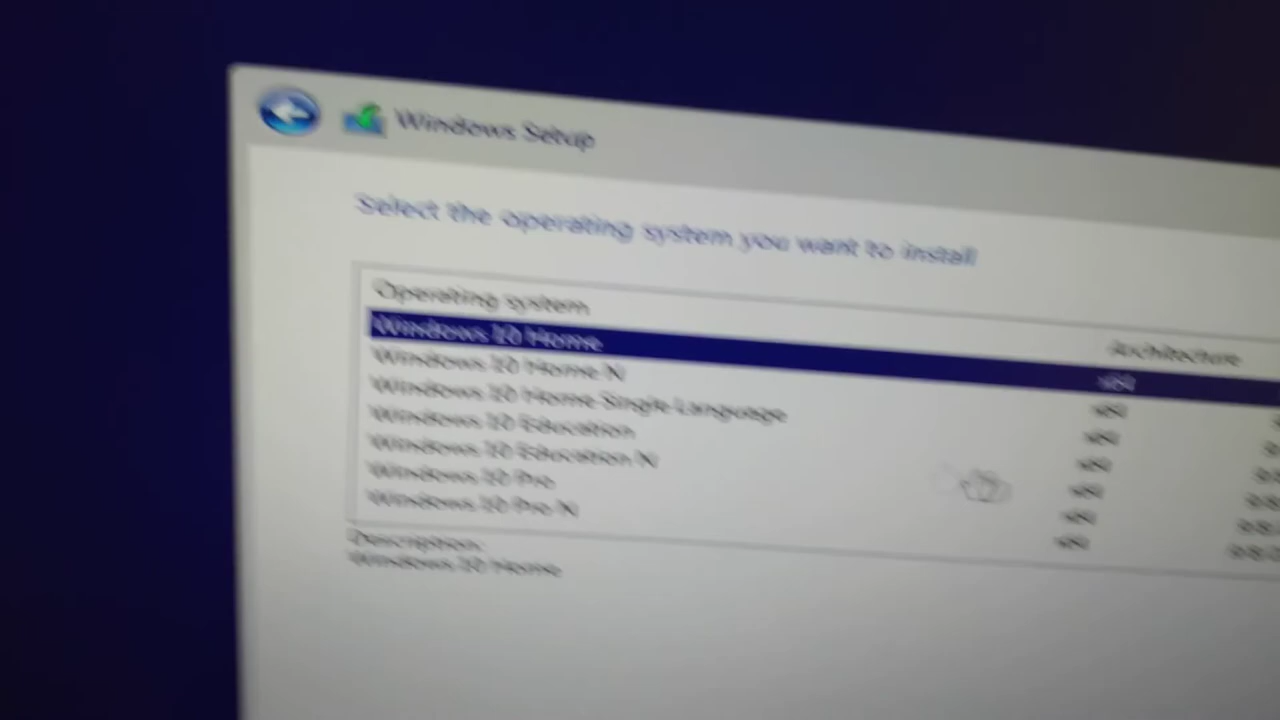 Windows Setup
Select the operating system you want to install
Operating system Architecture
Windows 10 Home
Windows 10 Home N
Windows 10 Home Single Language
Windows 10 Education
Windows 10 Education N
Windows 10 Pro
Windows 10 Pro N
Description:
Windows 10 Home